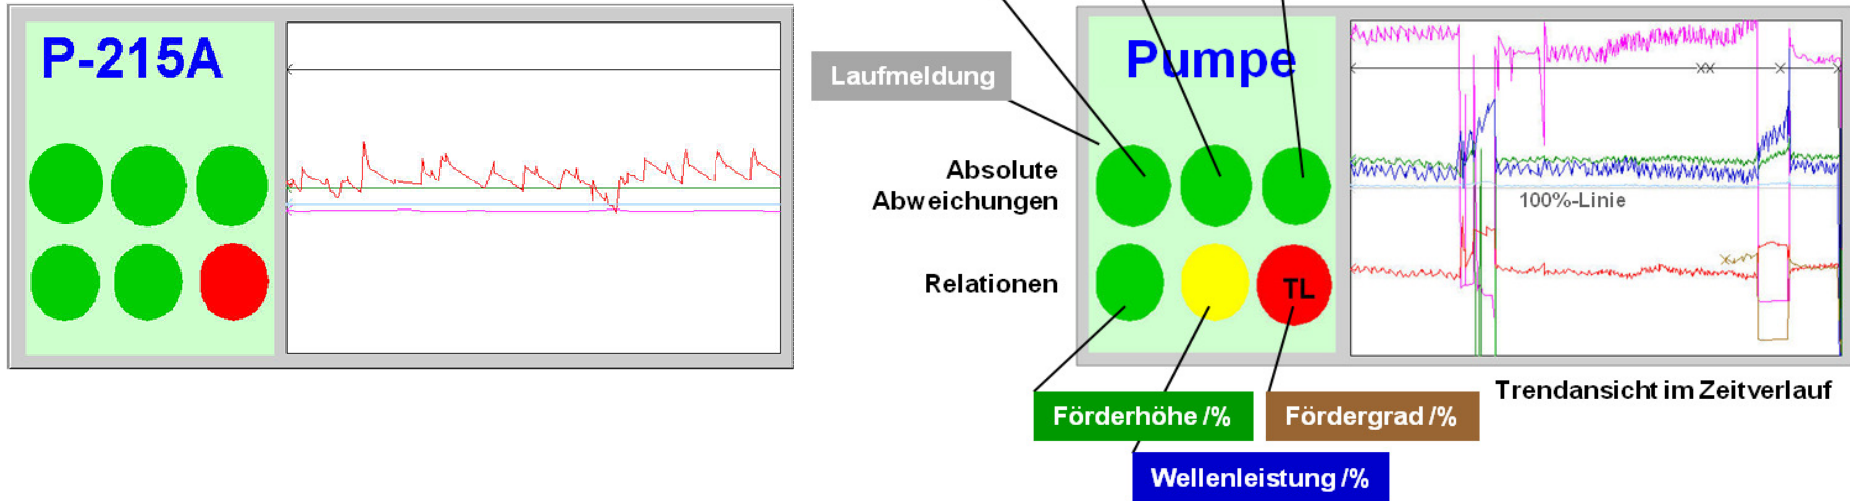 P-215A
Laufmeldung
Pumpe
Absolute
Abweichungen
100%-Linie
Relationen
TL
Trendansicht im Zeitverlauf
Förderhöhe /%
Fördergrad /%
Wellenleistung /%